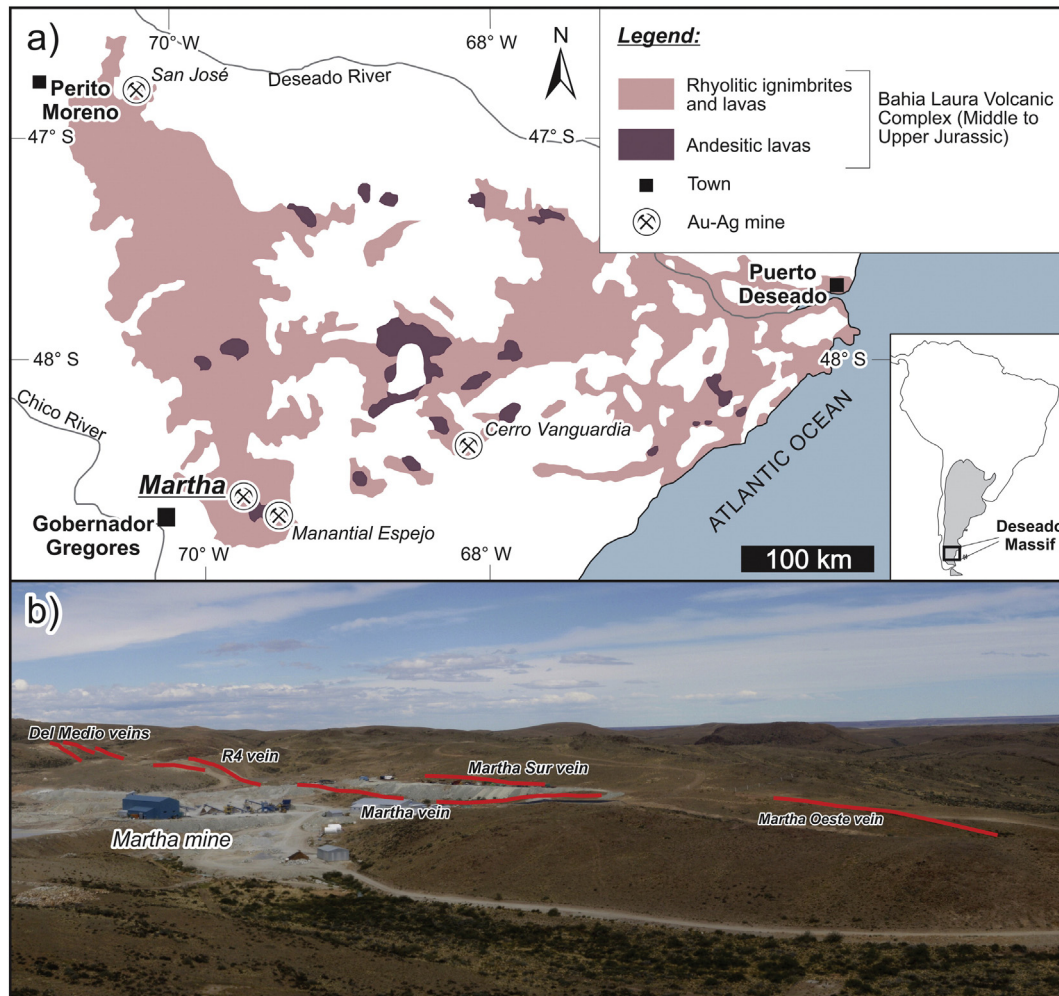 a)
70° W
68° W
N
San José
Deseado River
Perito
Moreno
47° S
47° S
Legend:
Rhyolitic ignimbrites
and lavas
Andesitic lavas
Bahia Laura Volcanic
Complex (Middle to
Upper Jurassic)
Town
Au-Ag mine
Puerto
Deseado
48° S
48° S
Chico River
Cerro Vanguardia
ATLANTIC OCEAN
Martha
Gobernador
Gregores
Manantial Espejo
70° W
68° W
100 km
Deseado
Massif
b)
Del Medio veins
R4 vein
Martha Sur vein
Martha vein
Martha Oeste vein
Martha mine